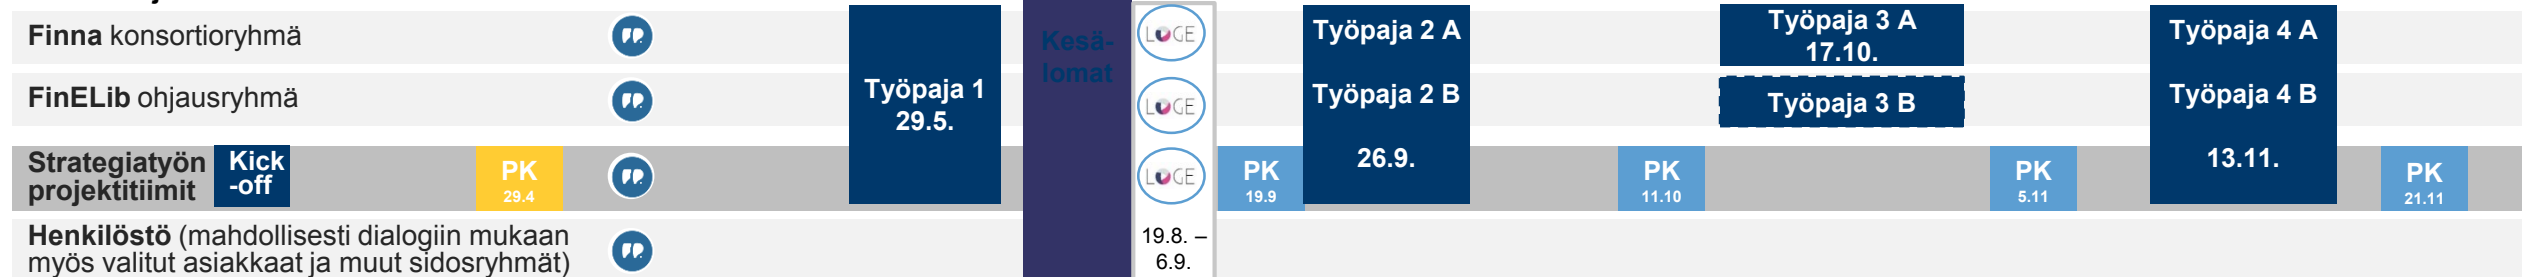 Finna konsortioryhmä
FinELib ohjausryhmä
Strategiatyön
projektitiimit
Kick
-off
PK
29.4
Henkilöstö (mahdollisesti dialogiin mukaan
myös valitut asiakkaat ja muut sidosryhmät)
Työpaja 1
29.5.
Kesä-
lomat
LOGE
LOGE
LOGE
19.8. –
6.9.
PK
19.9
Työpaja 2 A
Työpaja 2 B
26.9.
PK
11.10
Työpaja 3 A
17.10.
Työpaja 3 B
PK
5.11
Työpaja 4 A
Työpaja 4 B
13.11.
PK
21.11